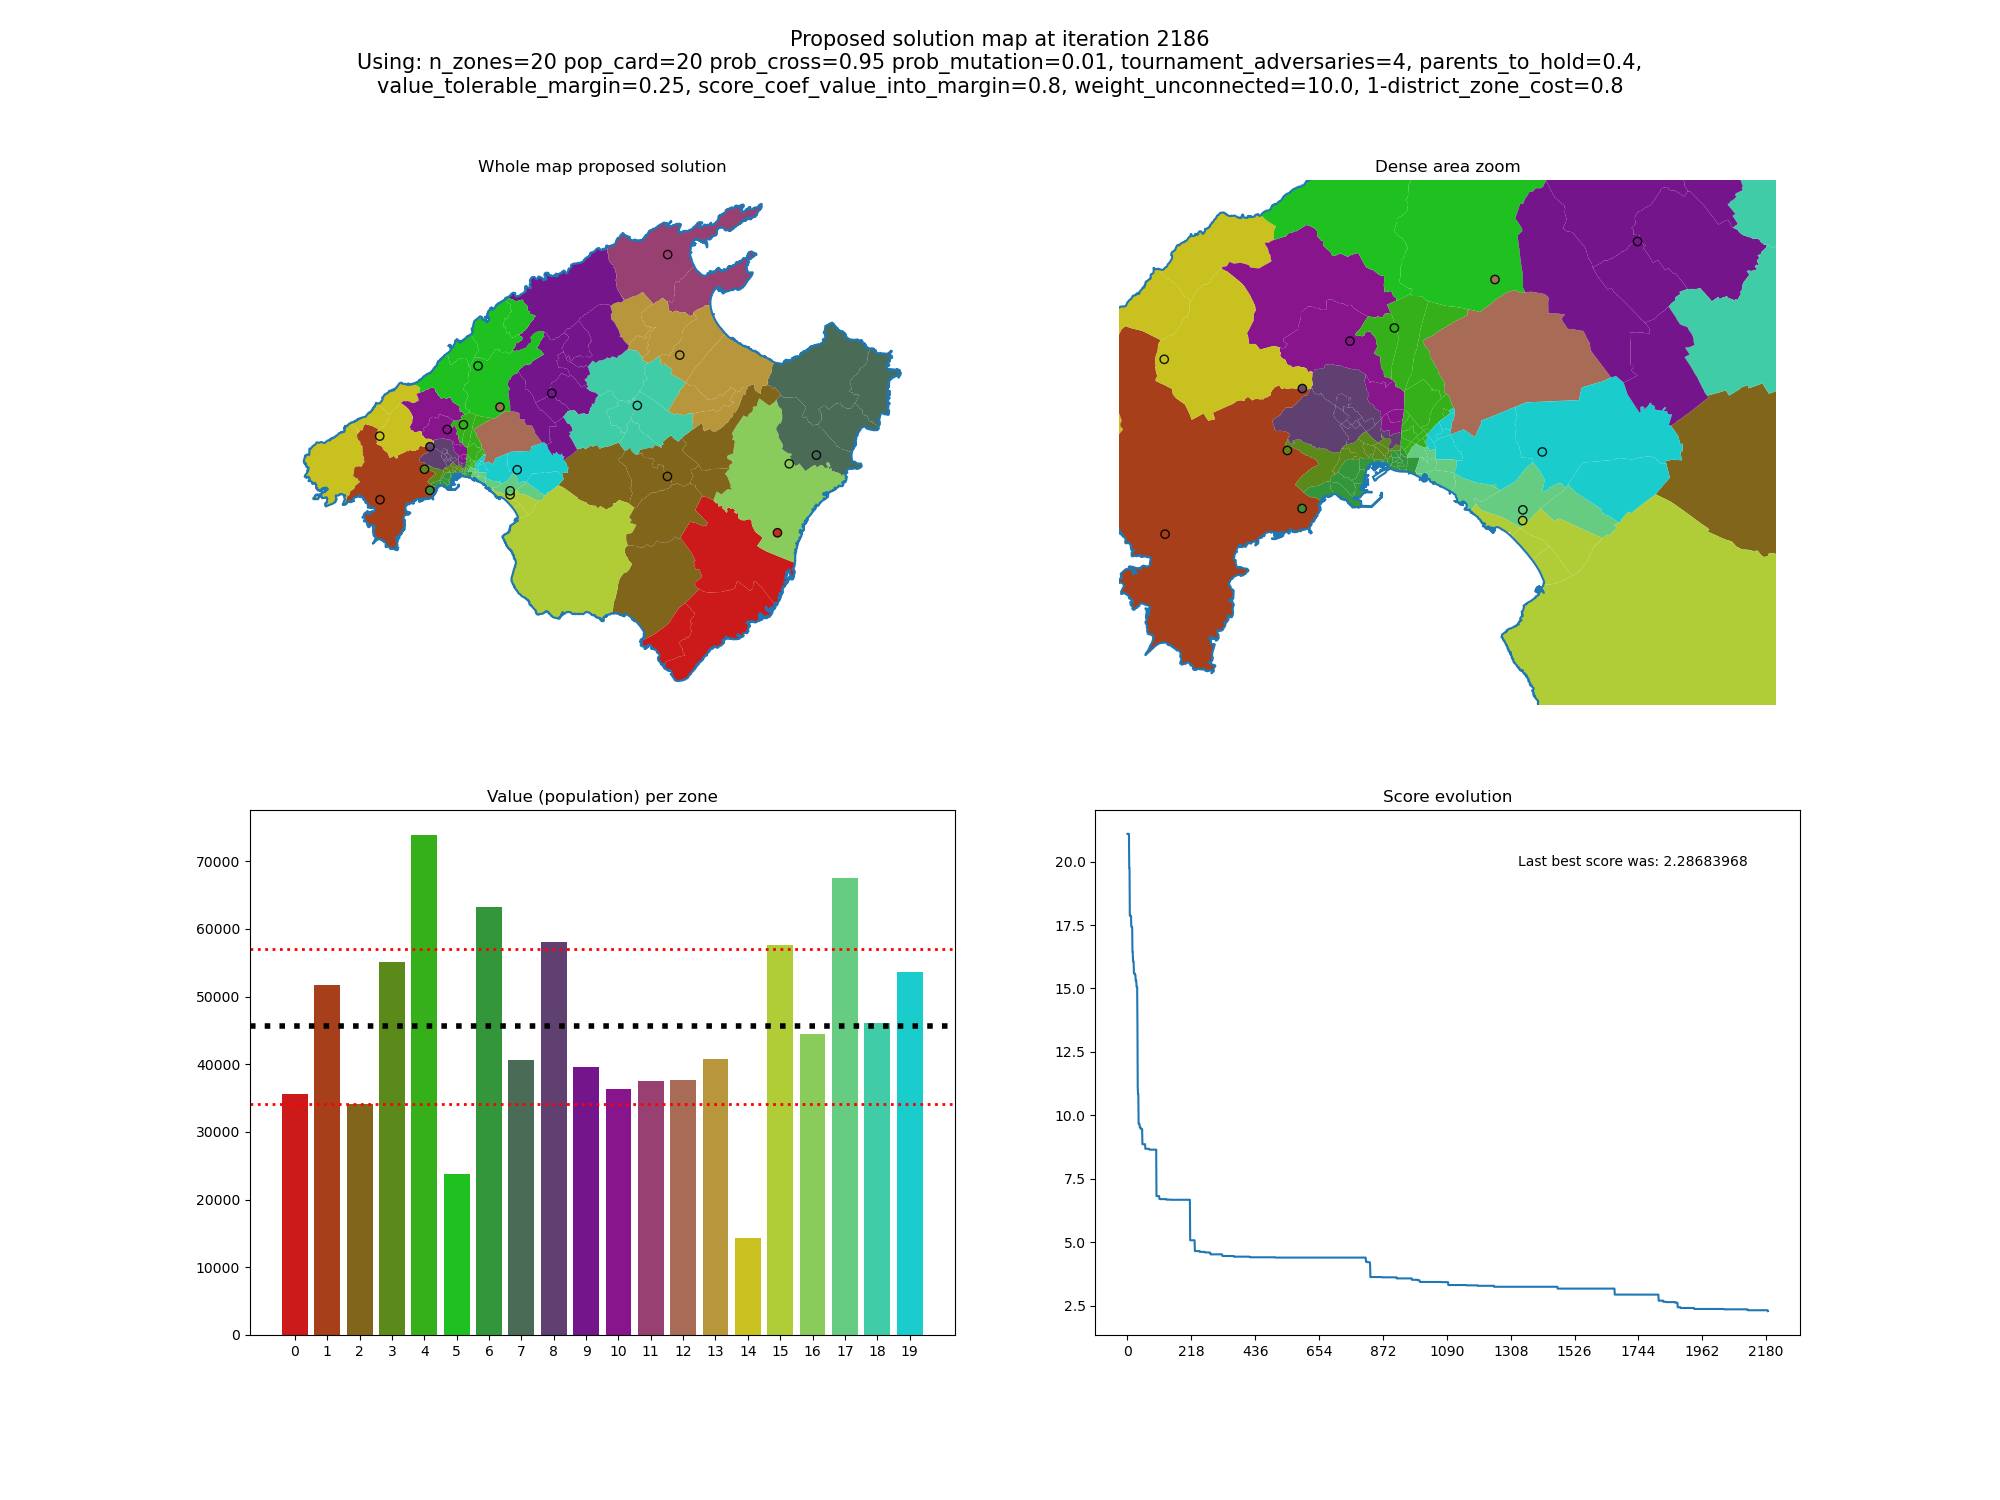 Proposed solution map at iteration 2186
Using: n_zones=20 pop_card=20 prob_cross=0.95 prob_mutation=0.01, tournament_adversaries=4, parents_to_hold=0.4,
value_tolerable_margin=0.25, score_coef_value_into_margin=0.8, weight_unconnected=10.0, 1-district_zone_cost=0.8
Whole map proposed solution
Dense area zoom
Value (population) per zone
70000
60000
50000
40000
30000
20000
10000
0
0 1 2 3 4 5 6 7 8 9 10 11 12 13 14 15 16 17 18 19
Score evolution
Last best score was: 2.28683968
20.0
17.5
15.0
12.5
10.0
7.5
5.0
2.5
0 218 436 654 872 1090 1308 1526 1744 1962 2180